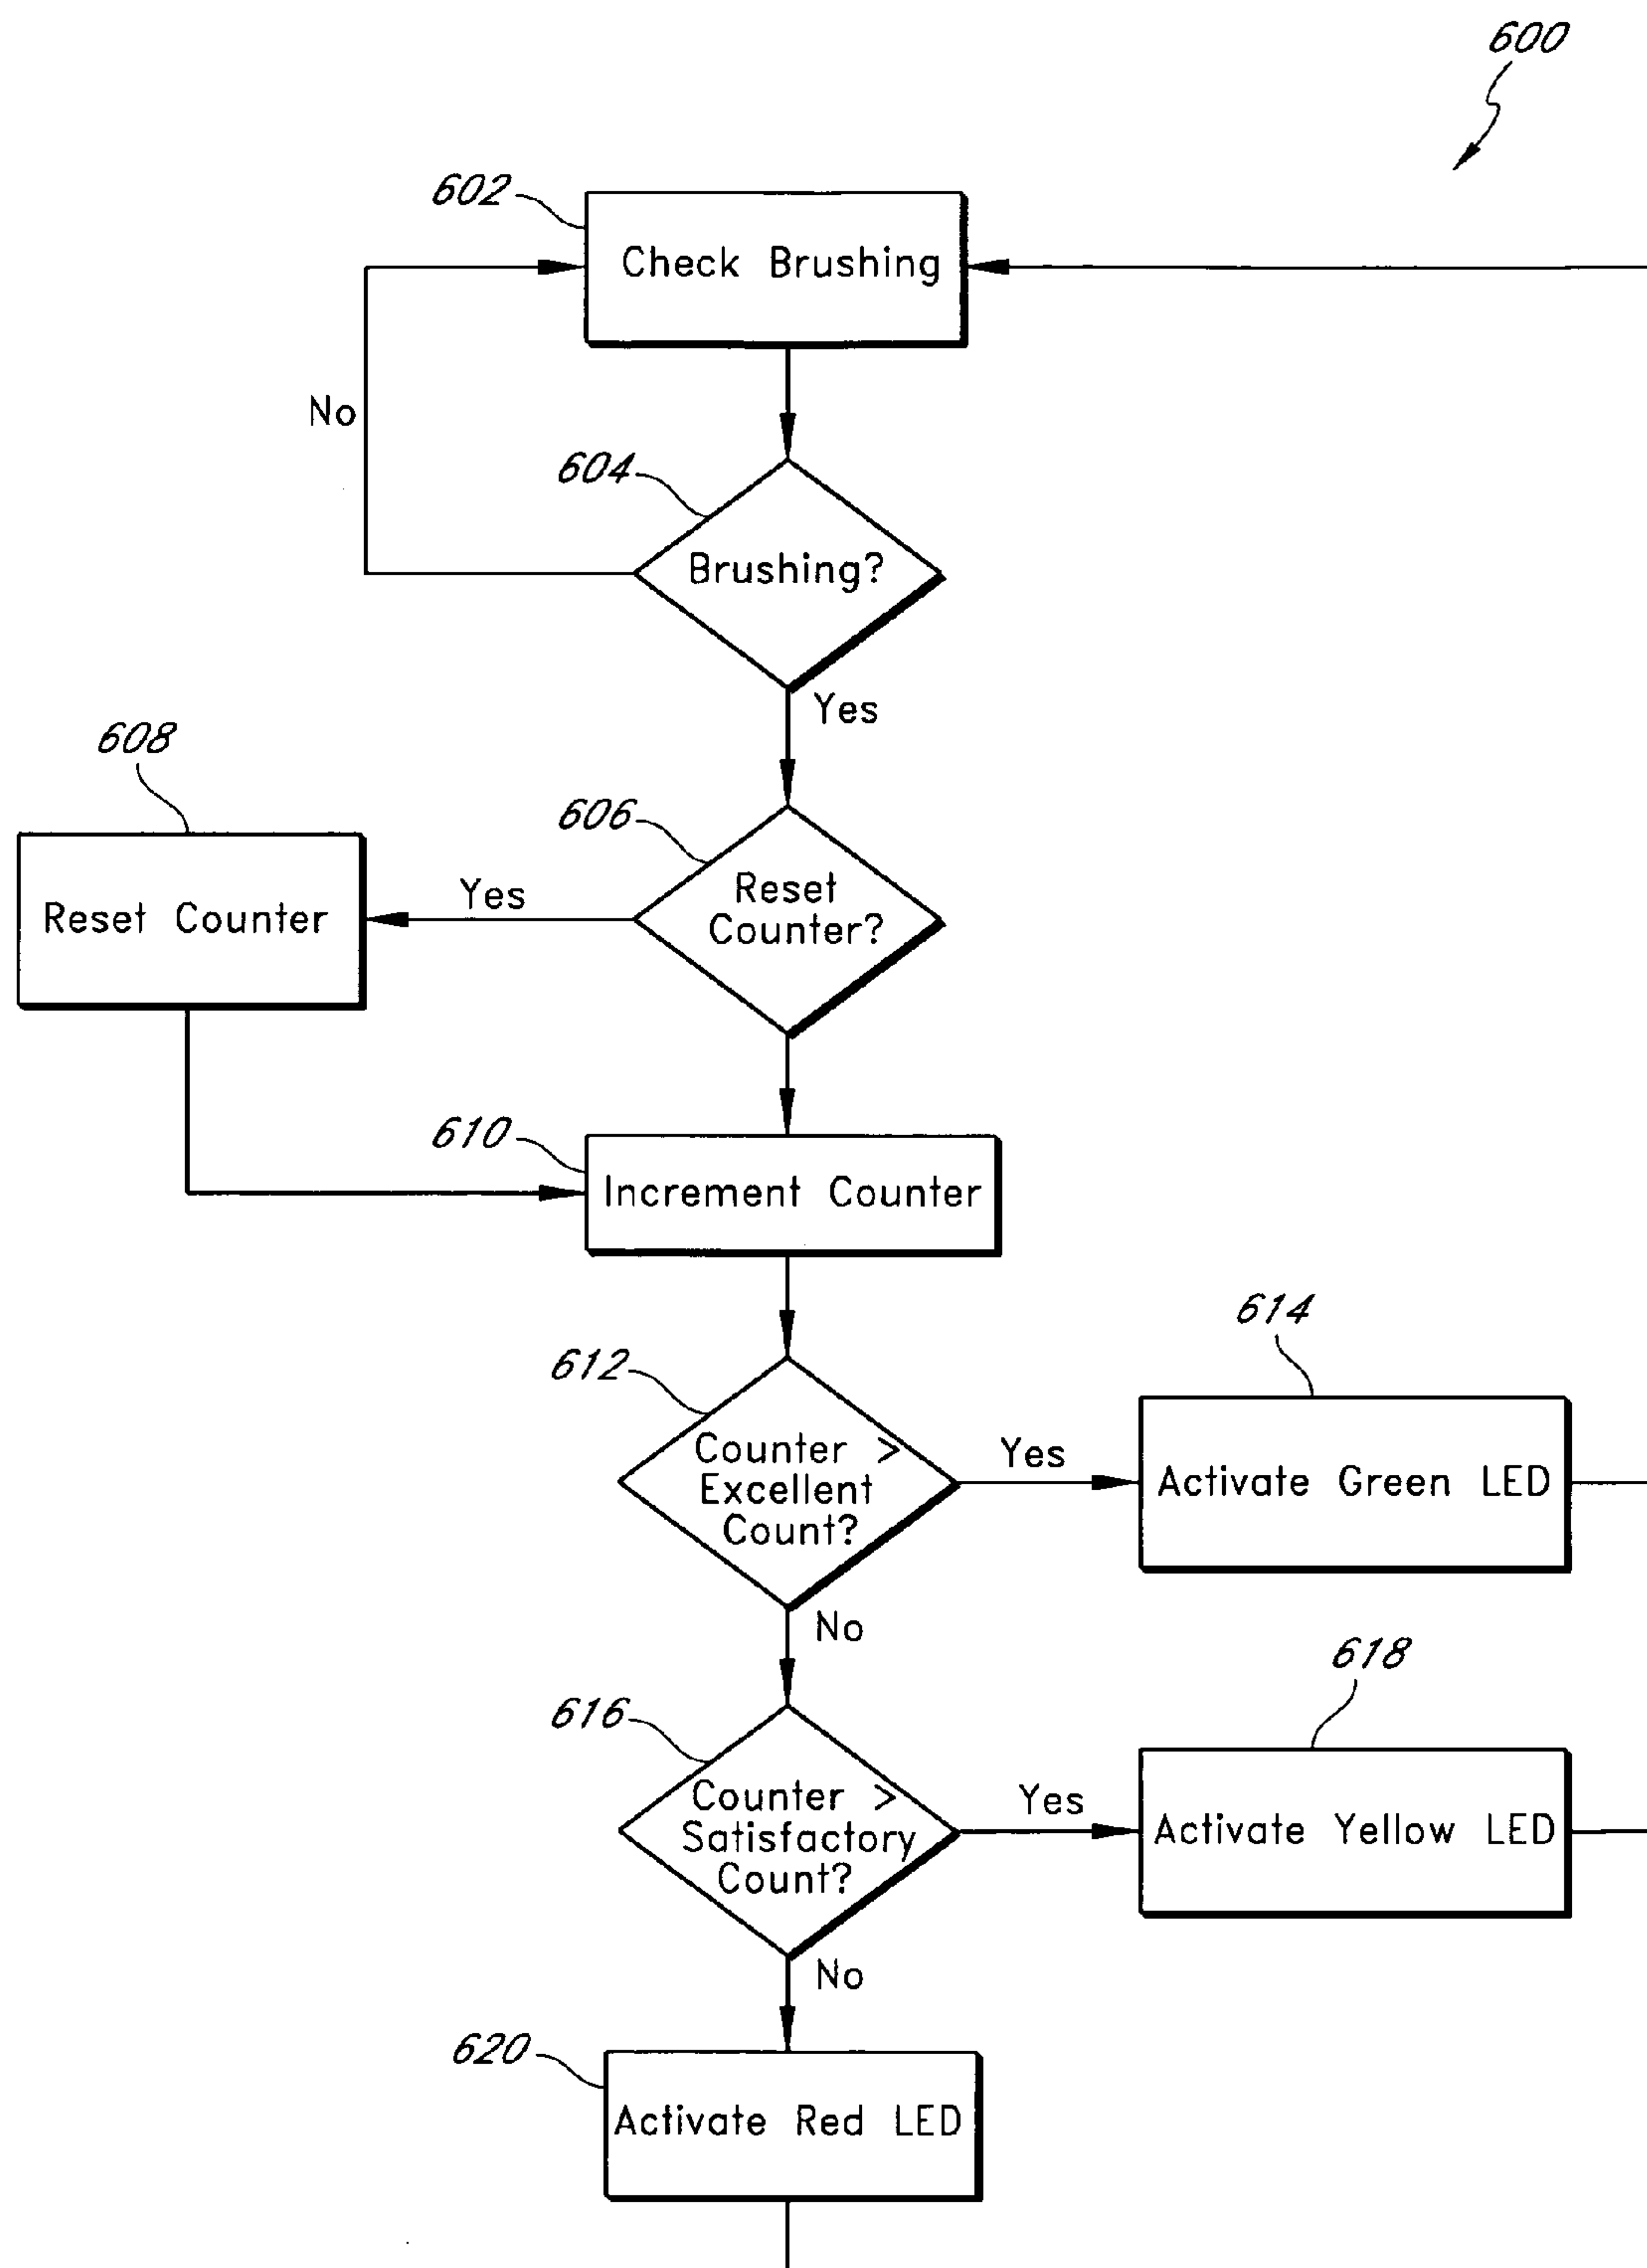 600
602
Check Brushing
No
604
Brushing?
Yes
608
606
Reset
Counter?
Yes
Reset Counter
610
Increment Counter
614
612
Counter >
Excellent
Count?
Yes
Activate Green LED
No
618
616
Counter >
Satisfactory
Count?
Yes
Activate Yellow LED
No
620
Activate Red LED